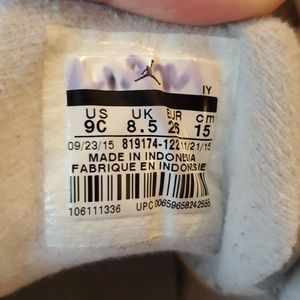 IY
US UK EUR cm
9C 8.5 26 15
09/23/15 819174-122 11/21/15
MADE IN INDONESIA
FABRIQUE EN INDONESIE
106111336 UPC